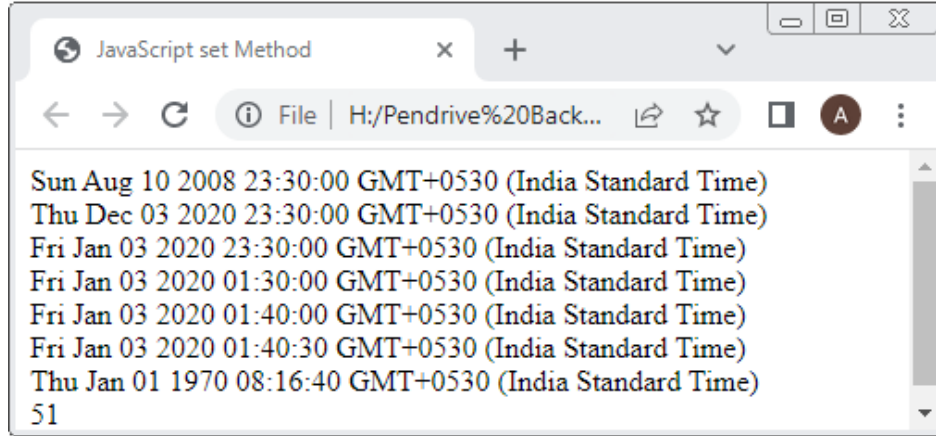 JavaScript set Method
File H:/Pendrive%20Back...
A
Sun Aug 10 2008 23:30:00 GMT+0530 (India Standard Time)
Thu Dec 03 2020 23:30:00 GMT+0530 (India Standard Time)
Fri Jan 03 2020 23:30:00 GMT+0530 (India Standard Time)
Fri Jan 03 2020 01:30:00 GMT+0530 (India Standard Time)
Fri Jan 03 2020 01:40:00 GMT+0530 (India Standard Time)
Fri Jan 03 2020 01:40:30 GMT+0530 (India Standard Time)
Thu Jan 01 1970 08:16:40 GMT+0530 (India Standard Time)
51